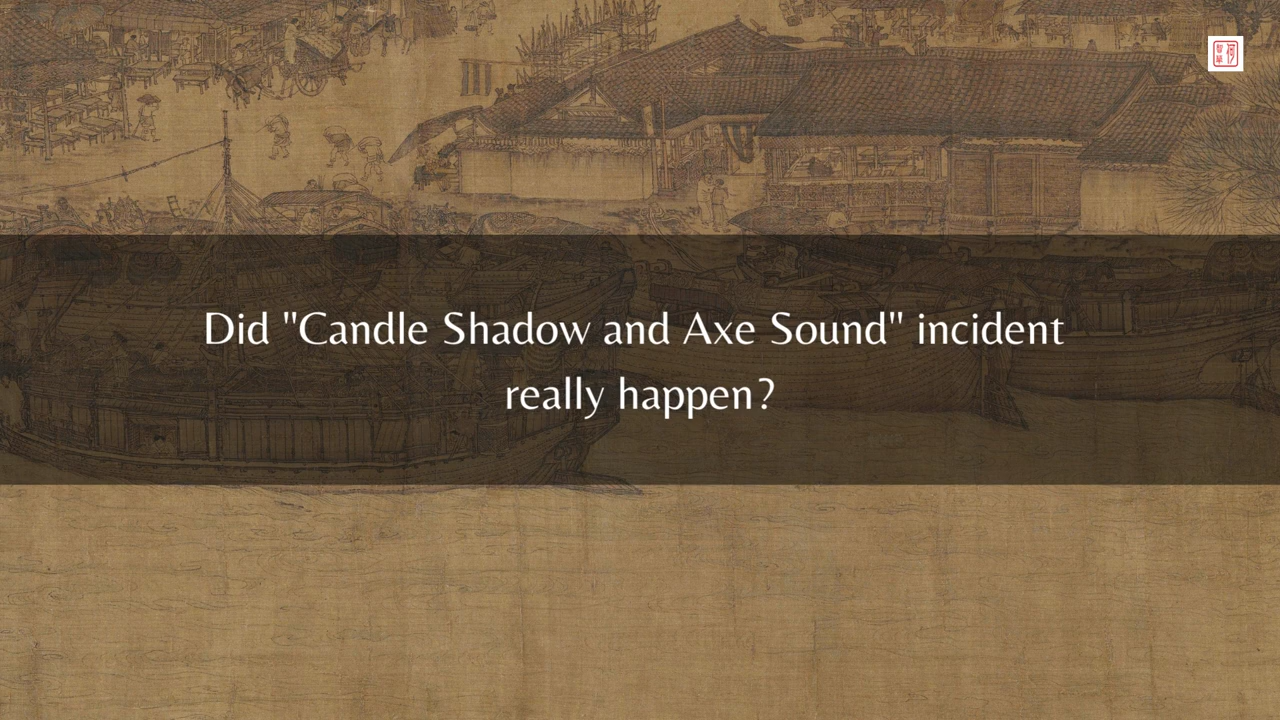 Did "Candle Shadow and Axe Sound" incident
really happen?